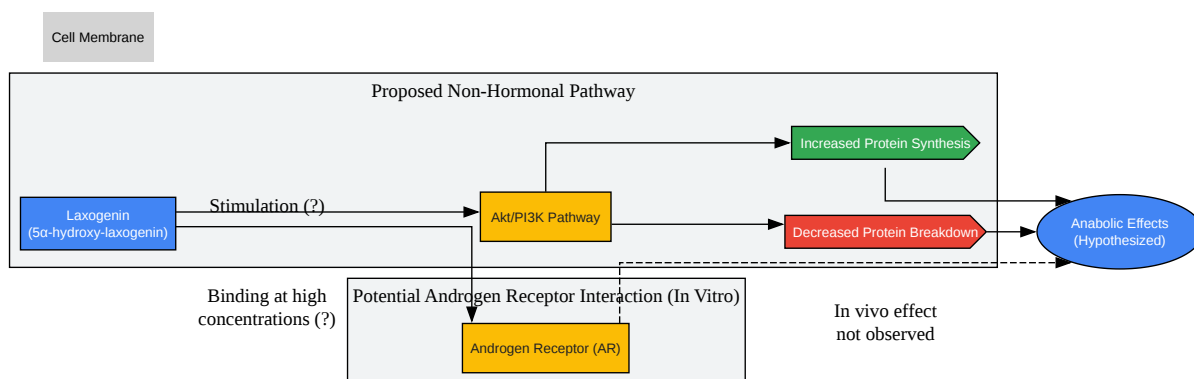 Cell Membrane
Proposed Non-Hormonal Pathway
Increased Protein Synthesis
Laxogenin
(5α-hydroxy-laxogenin)
Stimulation (?)
Akt/PI3K Pathway
Decreased Protein Breakdown
Anabolic Effects
(Hypothesized)
Binding at high
concentrations (?)
Potential Androgen Receptor Interaction (In Vitro)
Androgen Receptor (AR)
In vivo effect
not observed